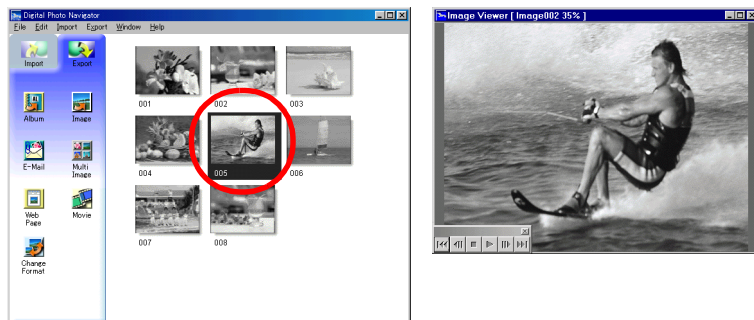 Digital Photo Navigator
File Edit Import Export Window Help
Import Export
Album Image
E-Mail Multi Image
Web Page Movie
Change Format
001 002 003
004 005 006
007 008
Image Viewer [ Image002 35% ]